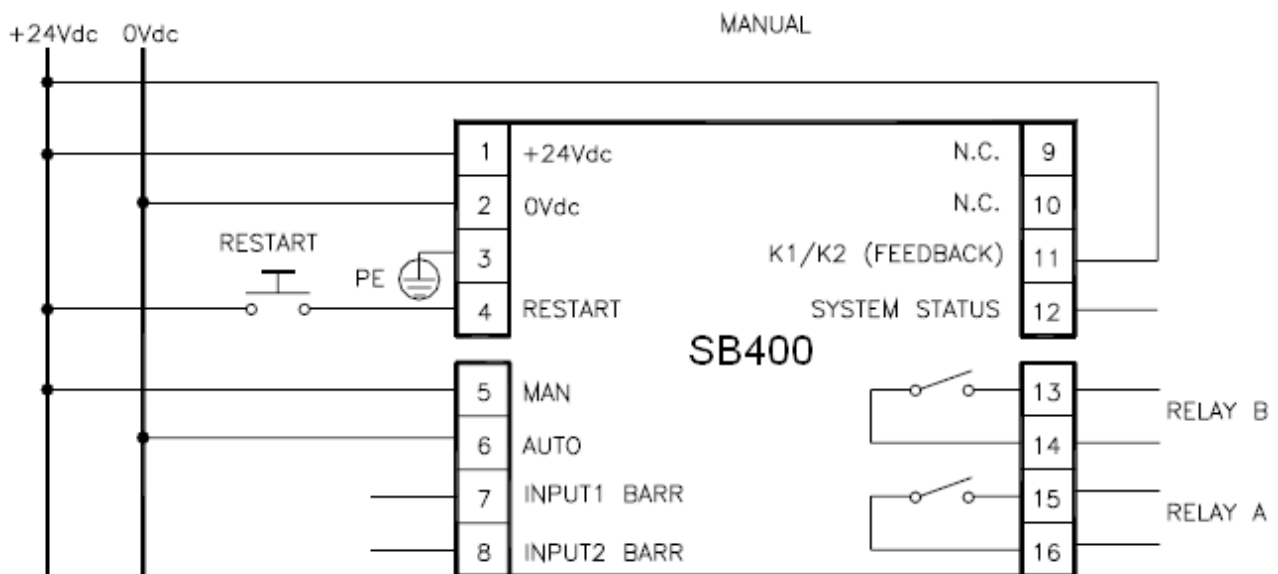 MANUAL
+24Vdc 0Vdc
1 +24Vdc N.C. 9
2 0Vdc N.C. 10
RESTART
PE 3 K1/K2 (FEEDBACK) 11
4 RESTART SYSTEM STATUS 12
SB400
5 MAN 13
RELAY B
6 AUTO 14
7 INPUT1 BARR 15
RELAY A
8 INPUT2 BARR 16